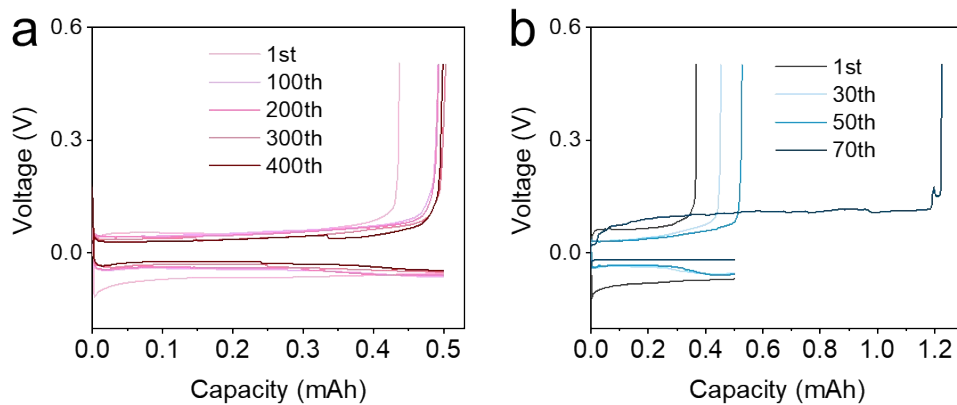 a
0.6
0.3
0.0
Voltage (V)
1st
100th
200th
300th
400th
0.0 0.1 0.2 0.3 0.4 0.5
Capacity (mAh)
b
0.6
0.3
0.0
Voltage (V)
1st
30th
50th
70th
0.0 0.2 0.4 0.6 0.8 1.0 1.2
Capacity (mAh)